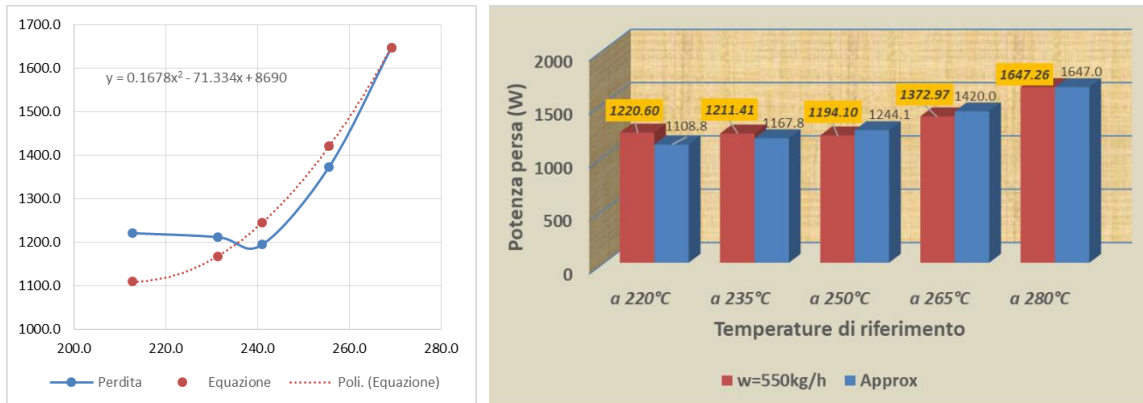 1700.0
1600.0
1500.0
1400.0
1300.0
1200.0
1100.0
1000.0
y = 0.1678x² - 71.334x + 8690
200.0 220.0 240.0 260.0 280.0
Perdita Equazione Poli. (Equazione)
Potenza persa (W)
2000
1500
1000
500
0
1220.60 1108.8
1211.41 1167.8
1194.10 1244.1
1372.97 1420.0
1647.26 1647.0
a 220°C a 235°C a 250°C a 265°C a 280°C
Temperature di riferimento
w=550kg/h Approx